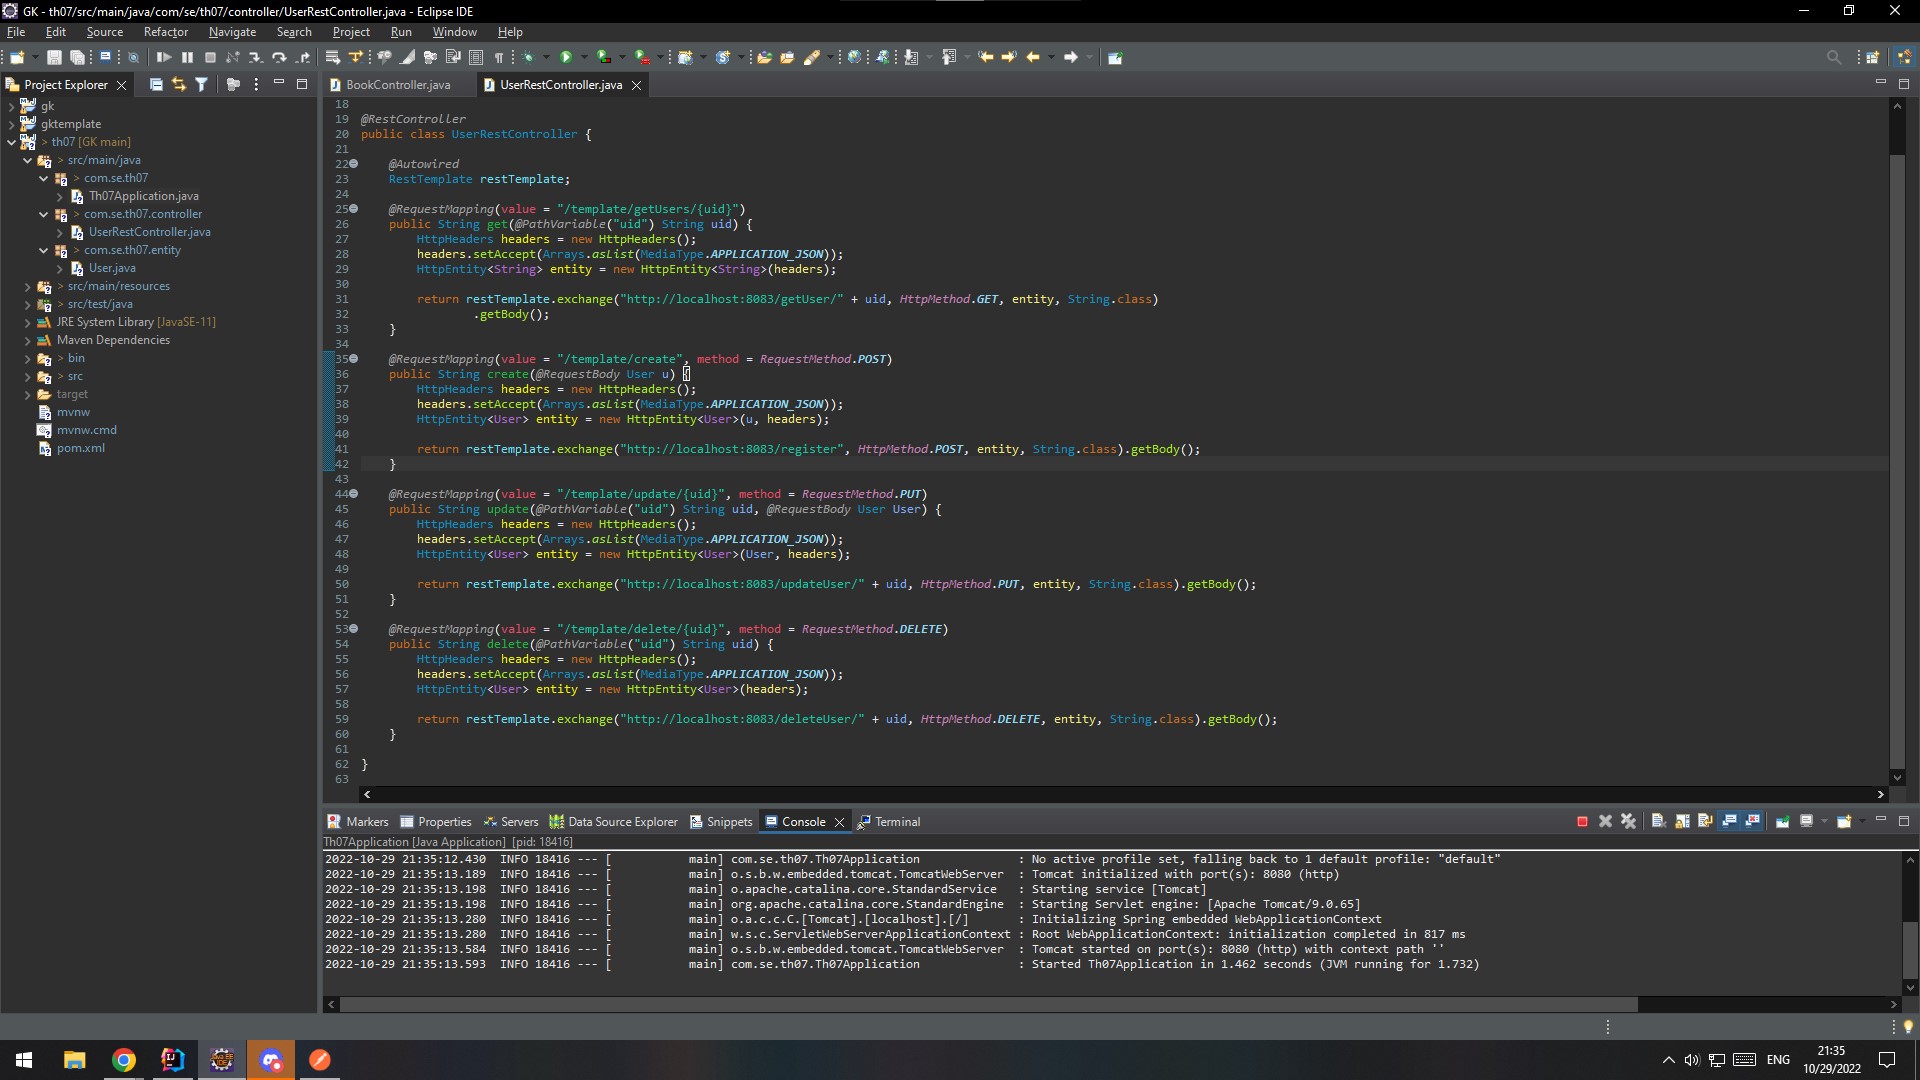 GK - th07/src/main/java/com/se/th07/controller/UserRestController.java - Eclipse IDE
File Edit Source Refactor Navigate Search Project Run Window Help
Project Explorer
BookController.java
UserRestController.java
gk
gktemplate
> th07 [GK main]
> src/main/java
> com.se.th07
Th07Application.java
> com.se.th07.controller
UserRestController.java
> com.se.th07.entity
User.java
src/main/resources
src/test/java
JRE System Library [JavaSE-11]
Maven Dependencies
> bin
> src
target
mvnw
mvnw.cmd
pom.xml
18
19 @RestController
20 public class UserRestController {
21
22 @Autowired
23 RestTemplate restTemplate;
24
25 @RequestMapping(value = "/template/getUsers/{uid}")
26 public String get(@PathVariable("uid") String uid) {
27 HttpHeaders headers = new HttpHeaders();
28 headers.setAccept(Arrays.asList(MediaType.APPLICATION_JSON));
29 HttpEntity<String> entity = new HttpEntity<String>(headers);
30
31 return restTemplate.exchange("http://localhost:8083/getUser/" + uid, HttpMethod.GET, entity, String.class)
32 .getBody();
33 }
34
35 @RequestMapping(value = "/template/create", method = RequestMethod.POST)
36 public String create(@RequestBody User u) {
37 HttpHeaders headers = new HttpHeaders();
38 headers.setAccept(Arrays.asList(MediaType.APPLICATION_JSON));
39 HttpEntity<User> entity = new HttpEntity<User>(u, headers);
40
41 return restTemplate.exchange("http://localhost:8083/register", HttpMethod.POST, entity, String.class).getBody();
42 }
43
44 @RequestMapping(value = "/template/update/{uid}", method = RequestMethod.PUT)
45 public String update(@PathVariable("uid") String uid, @RequestBody User User) {
46 HttpHeaders headers = new HttpHeaders();
47 headers.setAccept(Arrays.asList(MediaType.APPLICATION_JSON));
48 HttpEntity<User> entity = new HttpEntity<User>(User, headers);
49
50 return restTemplate.exchange("http://localhost:8083/updateUser/" + uid, HttpMethod.PUT, entity, String.class).getBody();
51 }
52
53 @RequestMapping(value = "/template/delete/{uid}", method = RequestMethod.DELETE)
54 public String delete(@PathVariable("uid") String uid) {
55 HttpHeaders headers = new HttpHeaders();
56 headers.setAccept(Arrays.asList(MediaType.APPLICATION_JSON));
57 HttpEntity<User> entity = new HttpEntity<User>(headers);
58
59 return restTemplate.exchange("http://localhost:8083/deleteUser/" + uid, HttpMethod.DELETE, entity, String.class).getBody();
60 }
61
62 }
63
Markers Properties Servers Data Source Explorer Snippets Console Terminal
Th07Application [Java Application] [pid: 18416]
2022-10-29 21:35:12.430 INFO 18416 --- [ main] com.se.th07.Th07Application : No active profile set, falling back to 1 default profile: "default"
2022-10-29 21:35:13.189 INFO 18416 --- [ main] o.s.b.w.embedded.tomcat.TomcatWebServer : Tomcat initialized with port(s): 8080 (http)
2022-10-29 21:35:13.198 INFO 18416 --- [ main] o.apache.catalina.core.StandardService : Starting service [Tomcat]
2022-10-29 21:35:13.198 INFO 18416 --- [ main] org.apache.catalina.core.StandardEngine : Starting Servlet engine: [Apache Tomcat/9.0.65]
2022-10-29 21:35:13.280 INFO 18416 --- [ main] o.a.c.c.C.[Tomcat].[localhost].[/] : Initializing Spring embedded WebApplicationContext
2022-10-29 21:35:13.280 INFO 18416 --- [ main] w.s.c.ServletWebServerApplicationContext : Root WebApplicationContext: initialization completed in 817 ms
2022-10-29 21:35:13.584 INFO 18416 --- [ main] o.s.b.w.embedded.tomcat.TomcatWebServer : Tomcat started on port(s): 8080 (http) with context path ''
2022-10-29 21:35:13.593 INFO 18416 --- [ main] com.se.th07.Th07Application : Started Th07Application in 1.462 seconds (JVM running for 1.732)
ENG
21:35
10/29/2022